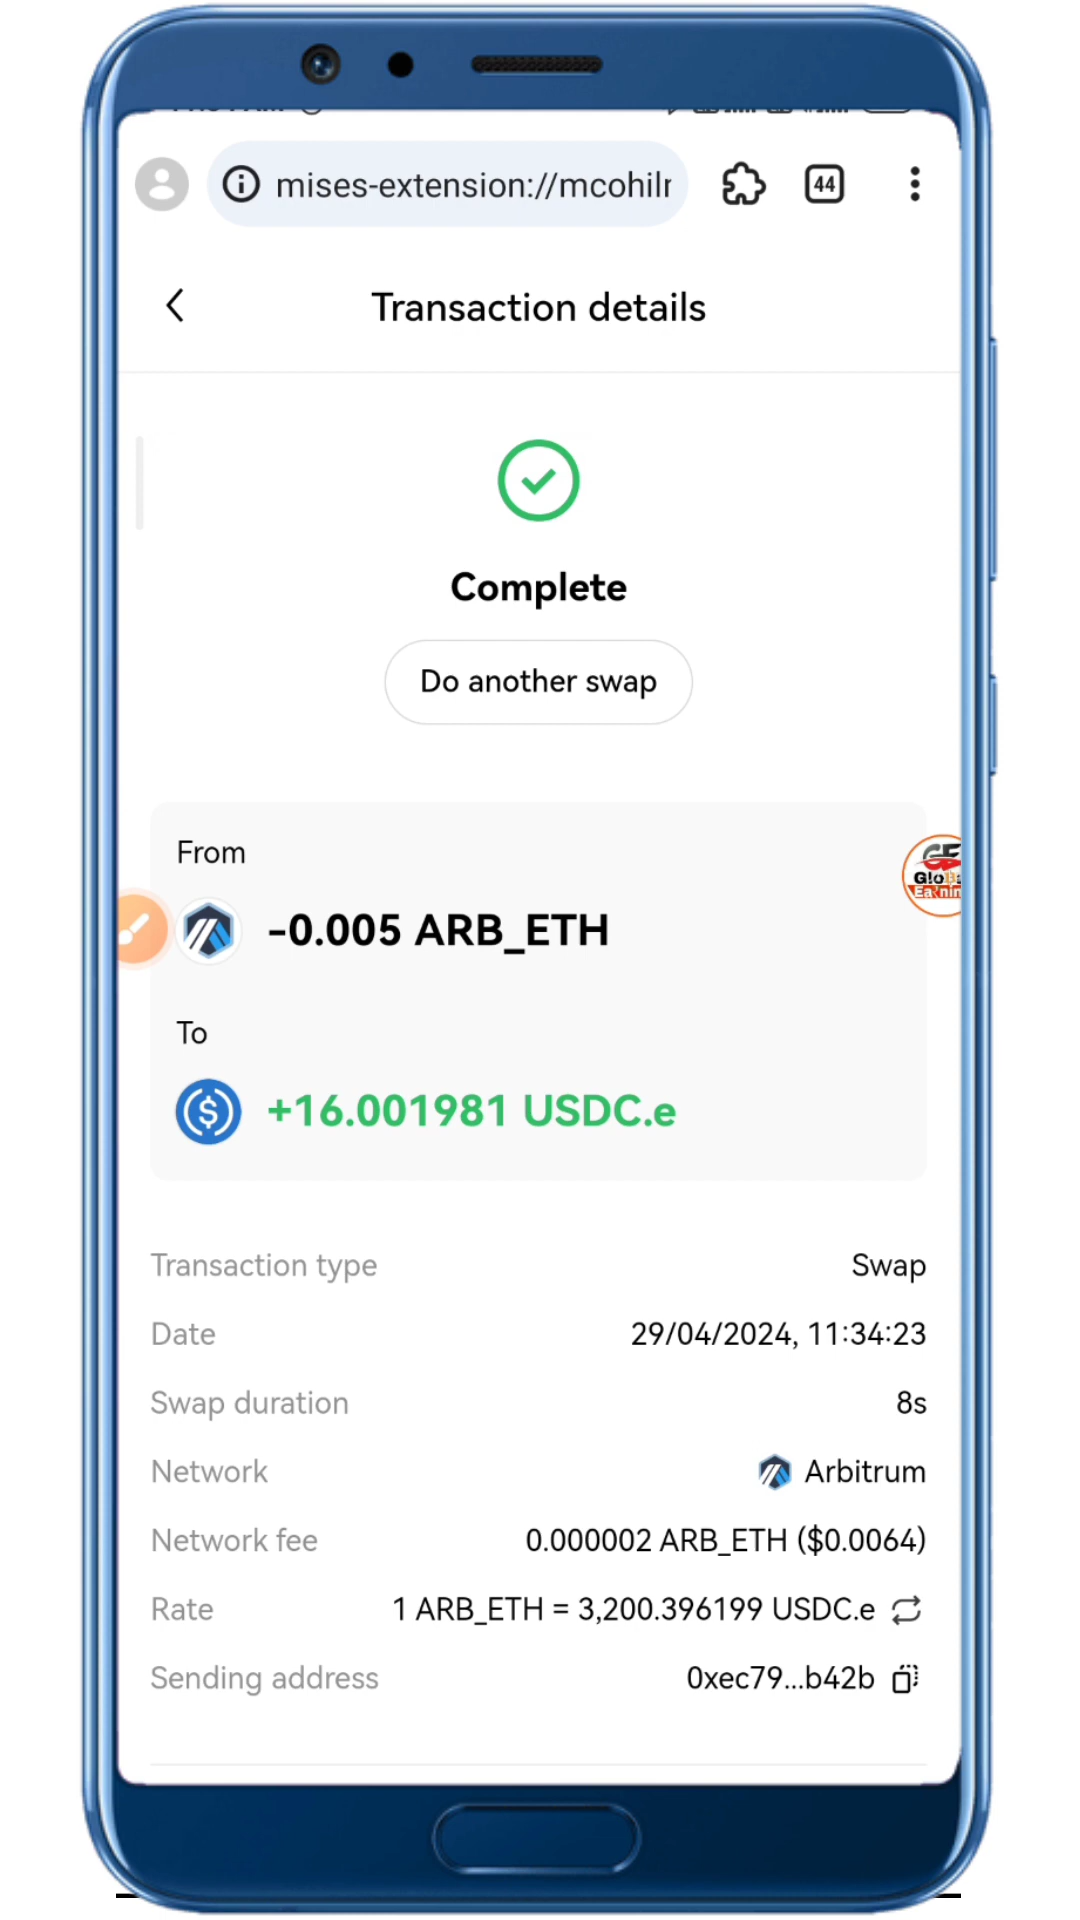 mises-extension://mcohilr
44
Transaction details
Complete
Do another swap
From
-0.005 ARB_ETH
To
+16.001981 USDC.e
Transaction type Swap
Date 29/04/2024, 11:34:23
Swap duration 8s
Network Arbitrum
Network fee 0.000002 ARB_ETH ($0.0064)
Rate 1 ARB_ETH = 3,200.396199 USDC.e
Sending address 0xec79...b42b